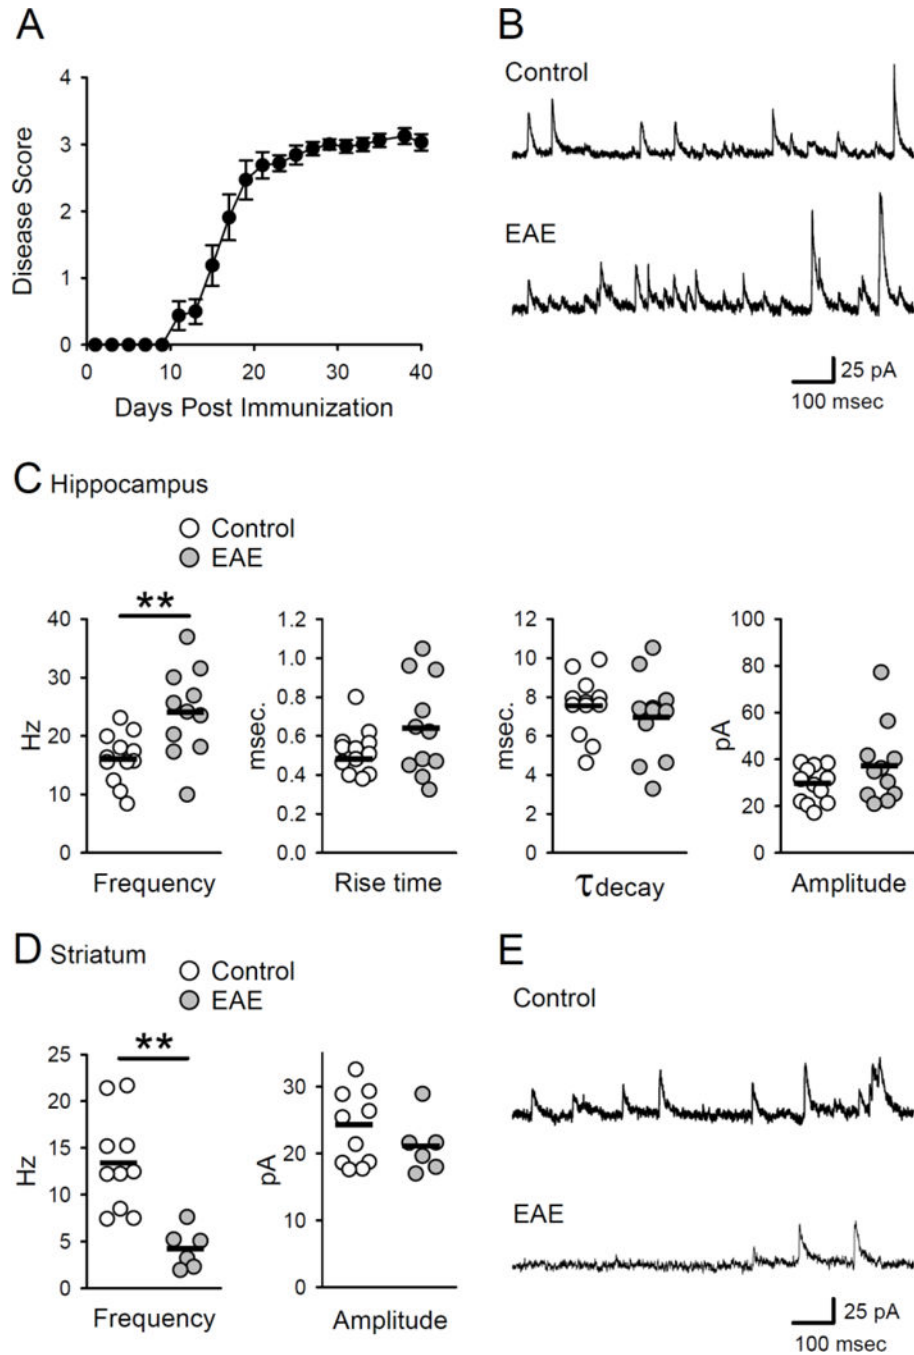 A
Disease Score
4
3
2
1
0
0 10 20 30 40
Days Post Immunization
B
Control
EAE
25 pA
100 msec
C Hippocampus
Control
EAE
**
Hz
40
30
20
10
0
Frequency
msec.
1.2
1.0
0.8
0.6
0.4
0.2
0.0
Rise time
msec.
12
10
8
6
4
2
0
τdecay
pA
100
80
60
40
20
0
Amplitude
D Striatum
Control
EAE
**
Hz
25
20
15
10
5
0
Frequency
pA
30
20
10
0
Amplitude
E
Control
EAE
25 pA
100 msec